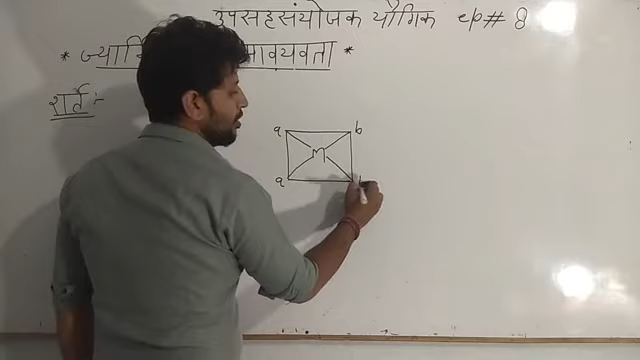 उपसहसंयोजक यौगिक ep# 8
* समावयवता *
शर्ते :-
a b
M
a